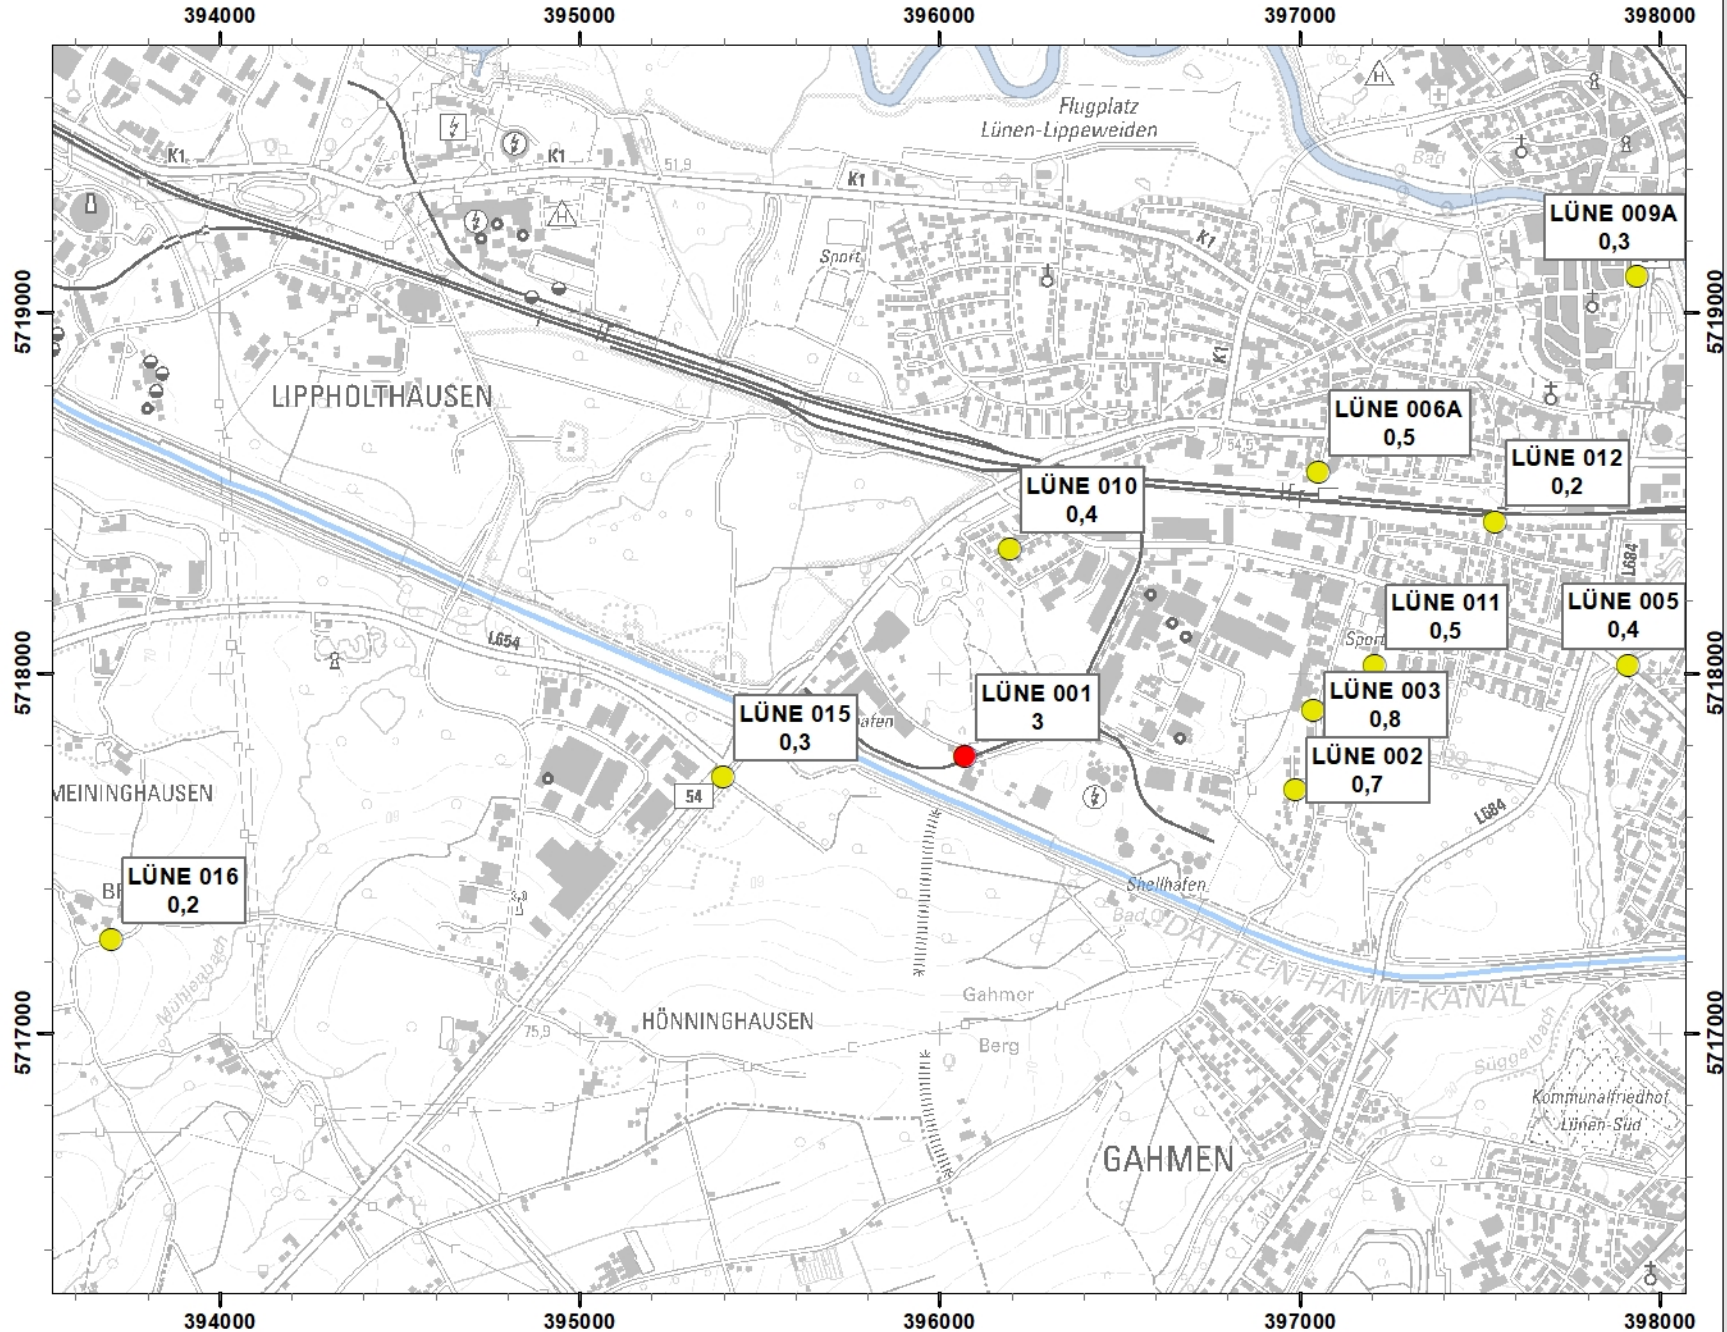 394000
395000
396000
397000
398000
Flugplatz
Lünen-Lippeweiden
Bad
K1
K1
51,9
K1
K1
LÜNE 009A
0,3
Sport
5719000
5719000
K1
LIPPHOLTHAUSEN
LÜNE 006A
0,5
54,5
LÜNE 012
0,2
LÜNE 010
0,4
L684
LÜNE 011
0,5
LÜNE 005
0,4
L654
Sport
5718000
5718000
LÜNE 001
3
LÜNE 003
0,8
LÜNE 015
0,3
afen
LÜNE 002
0,7
54
MEININGHAUSEN
L684
LÜNE 016
0,2
Shellhafen
Bad
DATTELN-HAMM-KANAL
Mühlenbach
Gahmer
Berg
HÖNNINGHAUSEN
75,9
5717000
5717000
Süggelbach
Kommunalfriedhof
Lünen-Süd
GAHMEN
394000
395000
396000
397000
398000